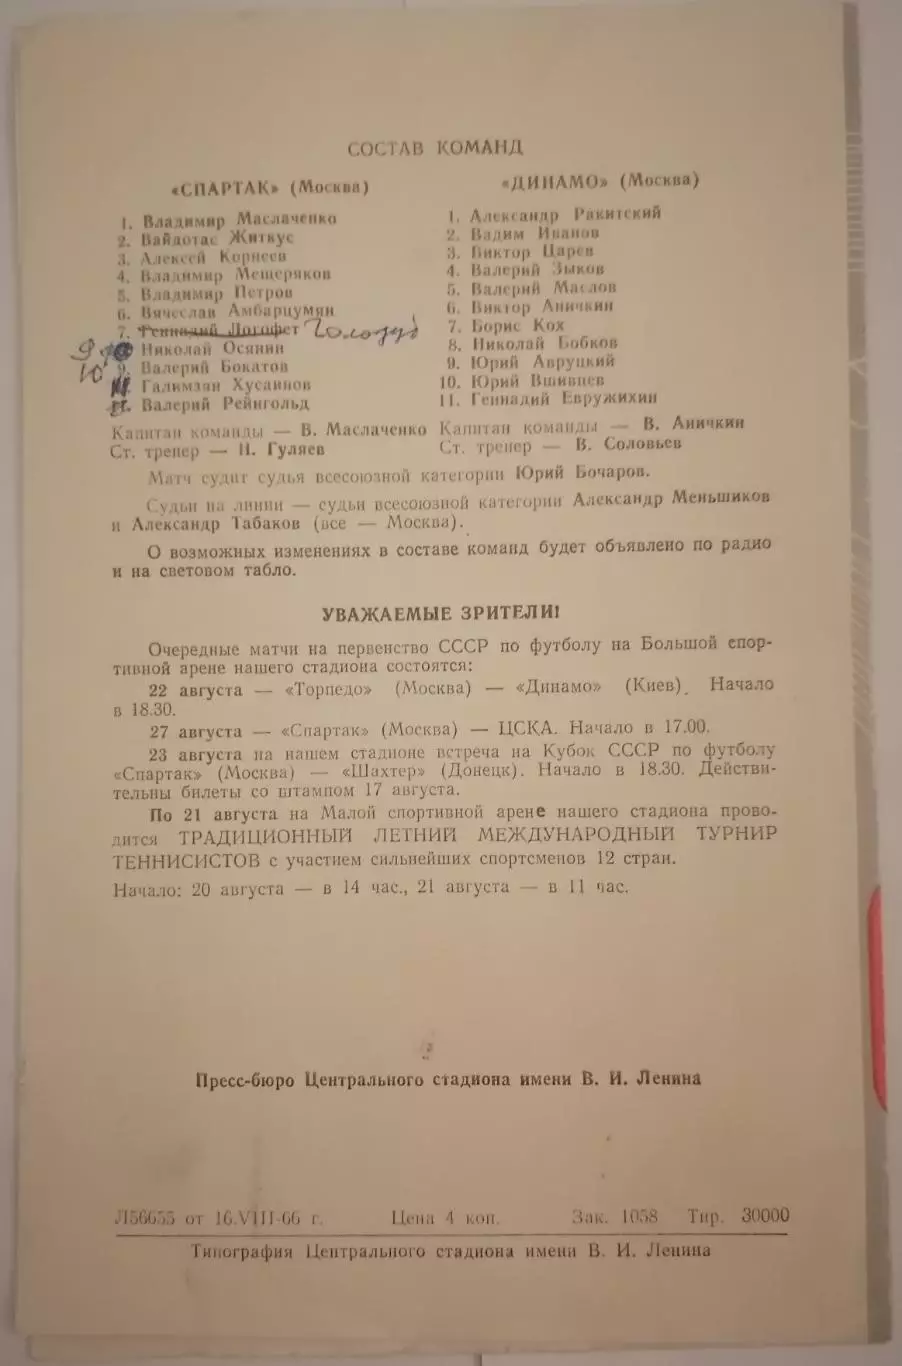 СОСТАВ КОМАНД
«СПАРТАК» (Москва)
1. Владимир Маслаченко
2. Вайдотас Житкус
3. Алексей Корнеев
4. Владимир Мещеряков
5. Владимир Петров
6. Вячеслав Амбарцумян
7. Геннадий Логофет Голозуб
9 Николай Осянин
10 9. Валерий Бокатов
Галимзян Хусаинов
11. Валерий Рейнгольд
Капитан команды — В. Маслаченко
Ст. тренер — Н. Гуляев
«ДИНАМО» (Москва)
1. Александр Ракитский
2. Вадим Иванов
3. Виктор Царев
4. Валерий Зыков
5. Валерий Маслов
6. Виктор Аничкин
7. Борис Кох
8. Николай Бобков
9. Юрий Авруцкий
10. Юрий Вшивцев
11. Геннадий Еврюжихин
Капитан команды — В. Аничкин
Ст. тренер — В. Соловьев
Матч судит судья всесоюзной категории Юрий Бочаров.
Судьи на линии — судьи всесоюзной категории Александр Меньшиков
и Александр Табаков (все — Москва).
О возможных изменениях в составе команд будет объявлено по радио
и на световом табло.
УВАЖАЕМЫЕ ЗРИТЕЛИ!
Очередные матчи на первенство СССР по футболу на Большой спор-
тивной арене нашего стадиона состоятся:
22 августа — «Торпедо» (Москва) — «Динамо» (Киев). Начало
в 18.30.
27 августа — «Спартак» (Москва) — ЦСКА. Начало в 17.00.
23 августа на нашем стадионе встреча на Кубок СССР по футболу
«Спартак» (Москва) — «Шахтер» (Донецк). Начало в 18.30. Действи-
тельны билеты со штампом 17 августа.
По 21 августа на Малой спортивной арене нашего стадиона прово-
дится ТРАДИЦИОННЫЙ ЛЕТНИЙ МЕЖДУНАРОДНЫЙ ТУРНИР
ТЕННИСИСТОВ с участием сильнейших спортсменов 12 стран.
Начало: 20 августа — в 14 час., 21 августа — в 11 час.
Пресс-бюро Центрального стадиона имени В. И. Ленина
Л56655 от 16.VIII-66 г. Цена 4 коп. Зак. 1058 Тир. 30000
Типография Центрального стадиона имени В. И. Ленина